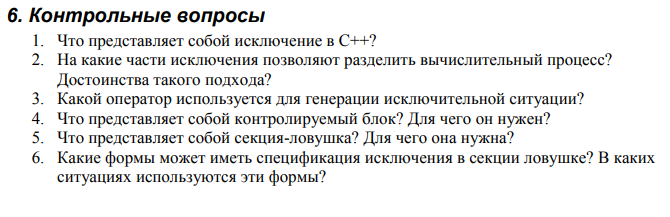 6. Контрольные вопросы
1. Что представляет собой исключение в С++?
2. На какие части исключения позволяют разделить вычислительный процесс?
Достоинства такого подхода?
3. Какой оператор используется для генерации исключительной ситуации?
4. Что представляет собой контролируемый блок? Для чего он нужен?
5. Что представляет собой секция-ловушка? Для чего она нужна?
6. Какие формы может иметь спецификация исключения в секции ловушке? В каких
ситуациях используются эти формы?